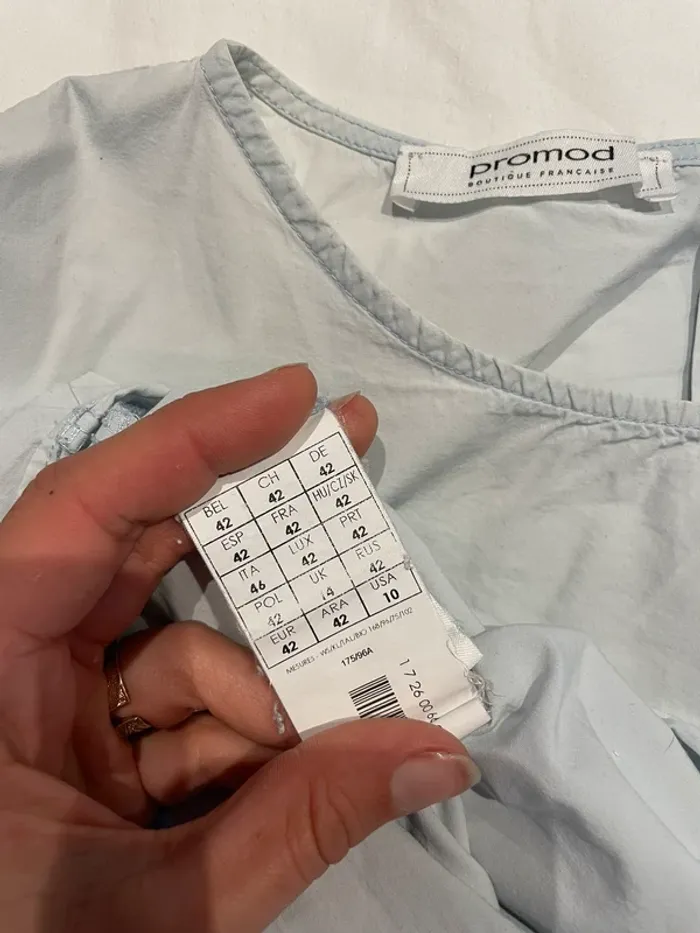 promod
BOUTIQUE FRANÇAISE
BEL 42 CH 42 DE 42
ESP 42 FRA 42 HU/CZ/SK 42
ITA 46 LUX 42 PRT 42
POL 42 UK 14 RUS 42
EUR 42 ARA 42 USA 10
175/96A